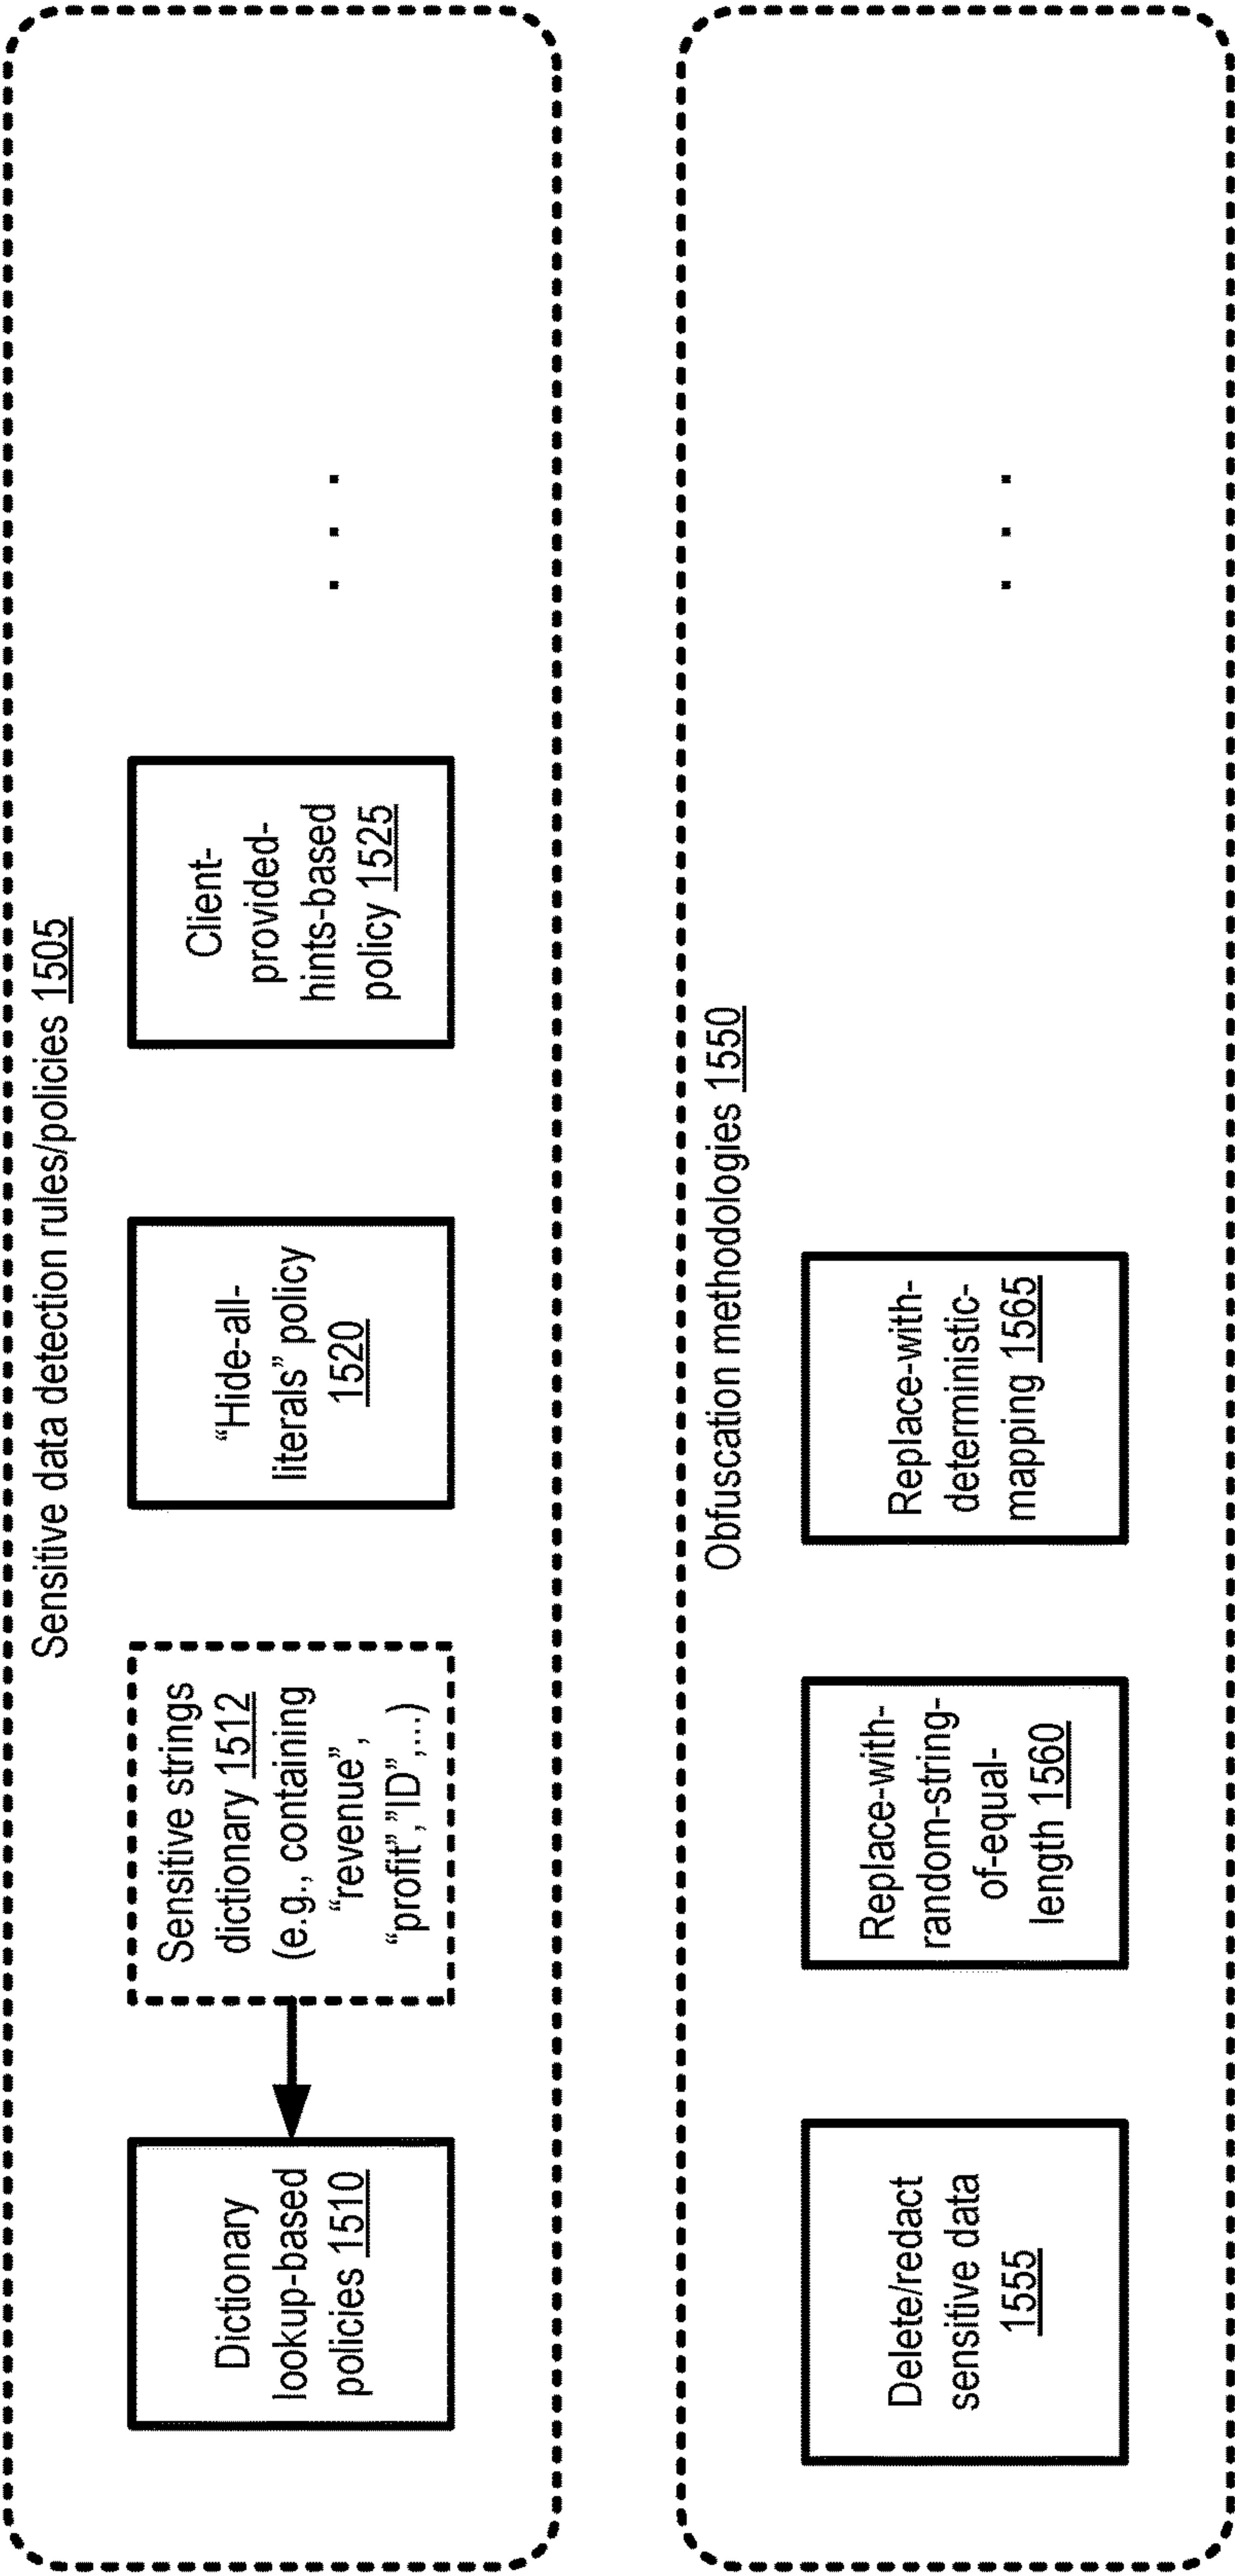 Sensitive data detection rules/policies 1505
Dictionary
lookup-based
policies 1510
Sensitive strings
dictionary 1512
(e.g., containing
“revenue”,
“profit”,”ID”,...)
“Hide-all-
literals” policy
1520
Client-
provided-
hints-based
policy 1525
. . .
Obfuscation methodologies 1550
Delete/redact
sensitive data
1555
Replace-with-
random-string-
of-equal-
length 1560
Replace-with-
deterministic-
mapping 1565
. . .